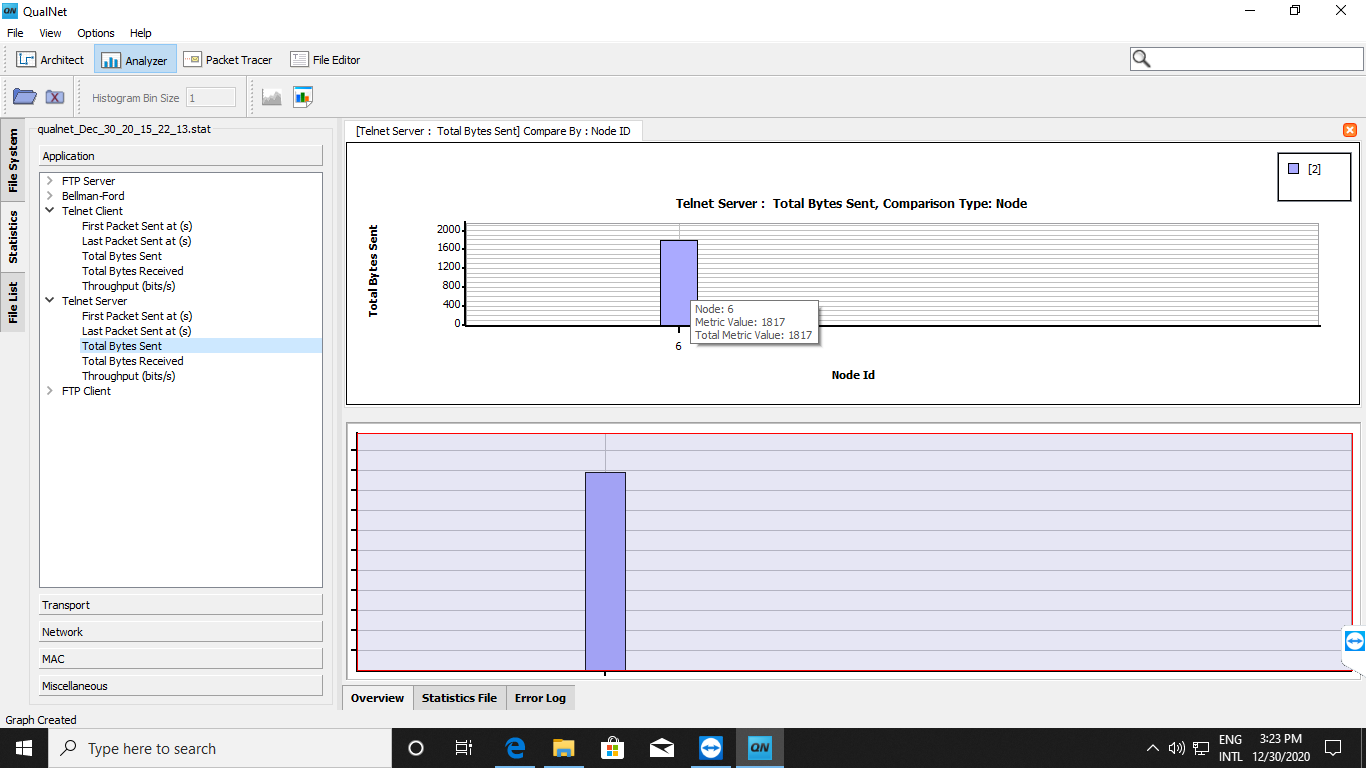 QN QualNet
File View Options Help
Architect Analyzer Packet Tracer File Editor
Histogram Bin Size 1
File System
Statistics
File List
qualnet_Dec_30_20_15_22_13.stat
Application
FTP Server
Bellman-Ford
Telnet Client
First Packet Sent at (s)
Last Packet Sent at (s)
Total Bytes Sent
Total Bytes Received
Throughput (bits/s)
Telnet Server
First Packet Sent at (s)
Last Packet Sent at (s)
Total Bytes Sent
Total Bytes Received
Throughput (bits/s)
FTP Client
Transport
Network
MAC
Miscellaneous
[Telnet Server : Total Bytes Sent] Compare By : Node ID
[2]
Telnet Server : Total Bytes Sent, Comparison Type: Node
Total Bytes Sent
2000
1600
1200
800
400
0
Node: 6
Metric Value: 1817
Total Metric Value: 1817
6
Node Id
Overview Statistics File Error Log
Graph Created
Type here to search
QN
ENG
INTL
3:23 PM
12/30/2020